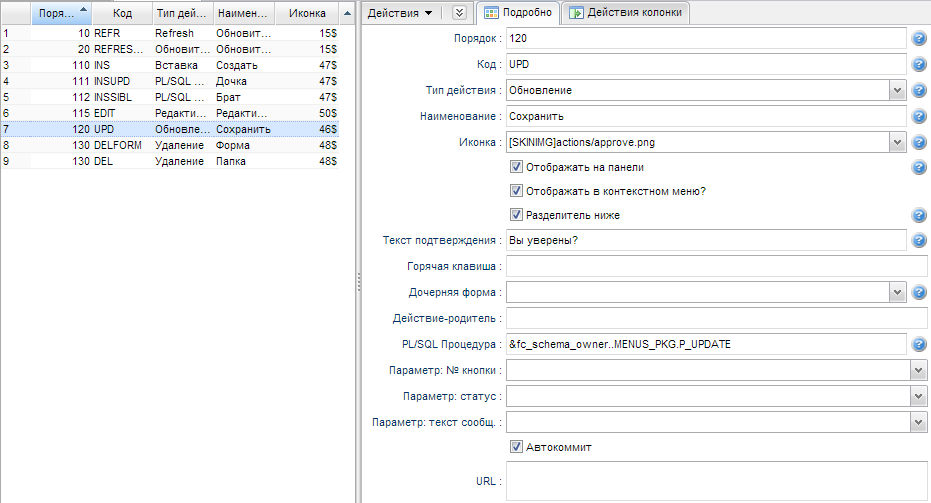 Поря... Код Тип дей... Наимен... Иконка
1 10 REFR Refresh Обновит... 15$
2 20 REFRES... Обновит... Обновит... 15$
3 110 INS Вставка Создать 47$
4 111 INSUPD PL/SQL ... Дочка 47$
5 112 INSSIBL PL/SQL ... Брат 47$
6 115 EDIT Редакти... Редакти... 50$
7 120 UPD Обновле... Сохранить 46$
8 130 DELFORM Удаление Форма 48$
9 130 DEL Удаление Папка 48$
Действия Подробно Действия колонки
Порядок : 120
Код : UPD
Тип действия : Обновление
Наименование : Сохранить
Иконка : [SKINIMG]actions/approve.png
Отображать на панели
Отображать в контекстном меню?
Разделитель ниже
Текст подтверждения : Вы уверены?
Горячая клавиша :
Дочерняя форма :
Действие-родитель :
PL/SQL Процедура : &fc_schema_owner..MENUS_PKG.P_UPDATE
Параметр: № кнопки :
Параметр: статус :
Параметр: текст сообщ. :
Автокоммит
URL :